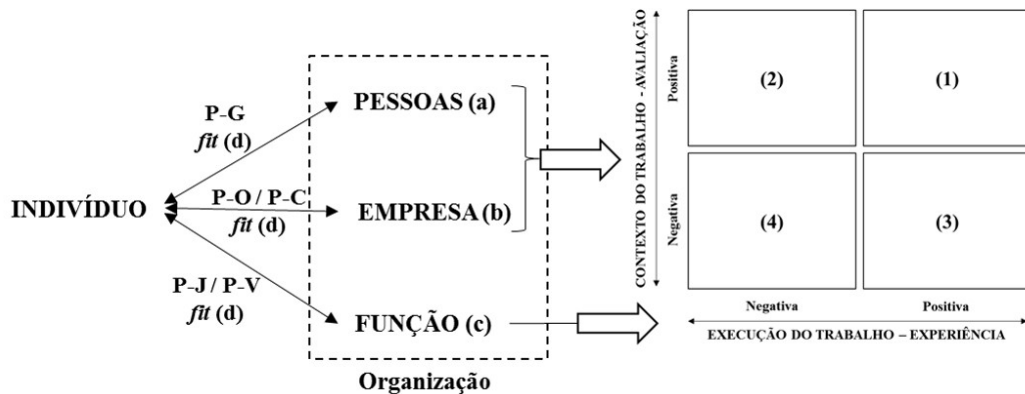 INDIVÍDUO
P-G
fit (d)
P-O / P-C
fit (d)
P-J / P-V
fit (d)
PESSOAS (a)
EMPRESA (b)
FUNÇÃO (c)
Organização
CONTEXTO DO TRABALHO - AVALIAÇÃO
Positiva
Negativa
(2)
(1)
(4)
(3)
Negativa
Positiva
EXECUÇÃO DO TRABALHO – EXPERIÊNCIA